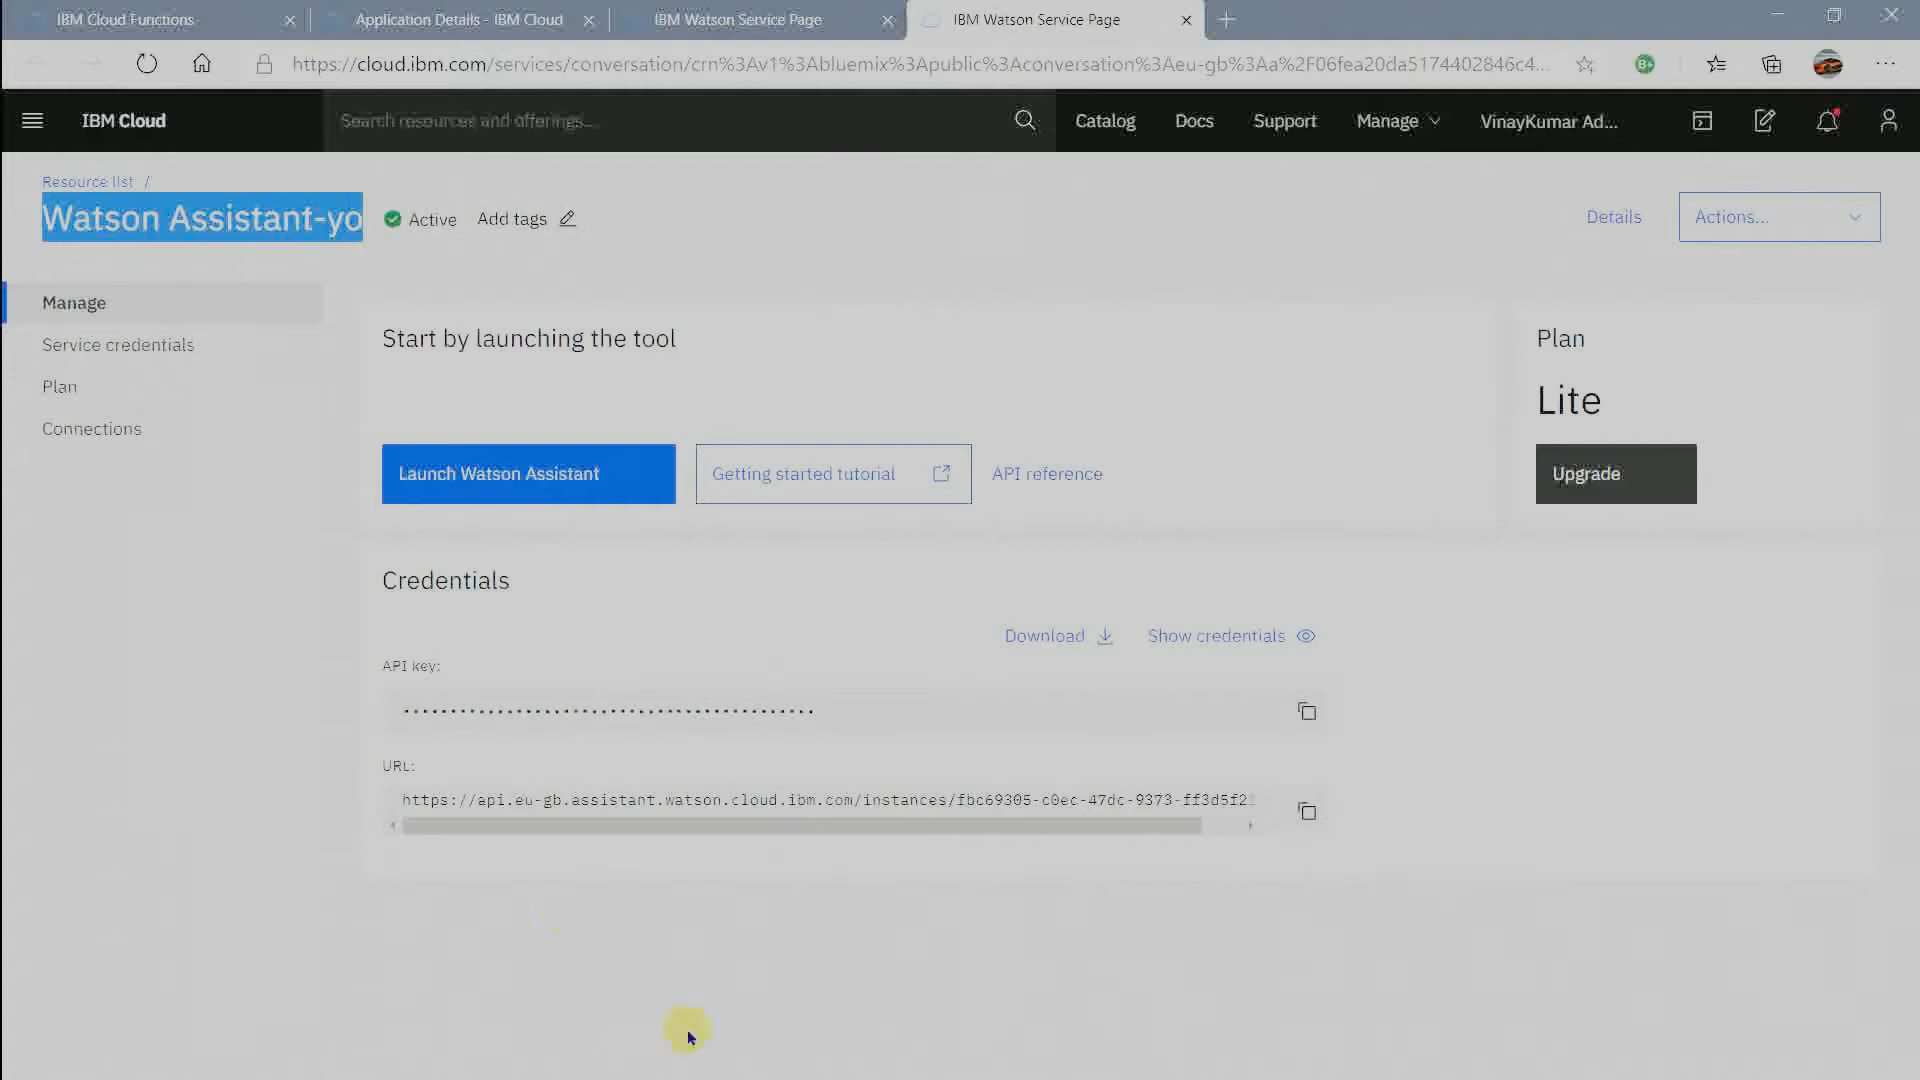 IBM Cloud Functions
Application Details - IBM Cloud
IBM Watson Service Page
IBM Watson Service Page
https://cloud.ibm.com/services/conversation/crn%3Av1%3Abluemix%3Apublic%3Aconversation%3Aeu-gb%3Aa%2F06fea20da5174402846c4...
IBM Cloud
Search resources and offerings...
Catalog
Docs
Support
Manage
VinayKumar Ad...
Resource list /
Watson Assistant-yo
Active
Add tags
Details
Actions...
Manage
Service credentials
Plan
Connections
Start by launching the tool
Launch Watson Assistant
Getting started tutorial
API reference
Plan
Lite
Upgrade
Credentials
Download
Show credentials
API key:
URL:
https://api.eu-gb.assistant.watson.cloud.ibm.com/instances/fbc69305-c0ec-47dc-9373-ff3d5f2